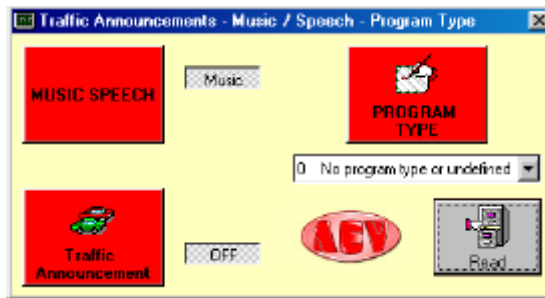 Traffic Announcements - Music / Speech - Program Type
MUSIC SPEECH
Music
PROGRAM
TYPE
0 No program type or undefined
Traffic
Announcement
OFF
AEV
Read